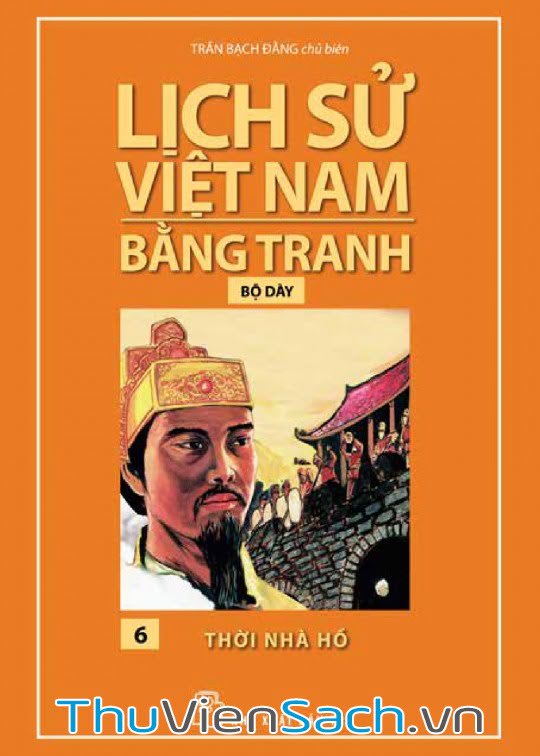 TRẦN BẠCH ĐẰNG chủ biên
LỊCH SỬ
VIỆT NAM
BẰNG TRANH
BỘ DÀY
6
THỜI NHÀ HỒ
ThuVienSach.vn